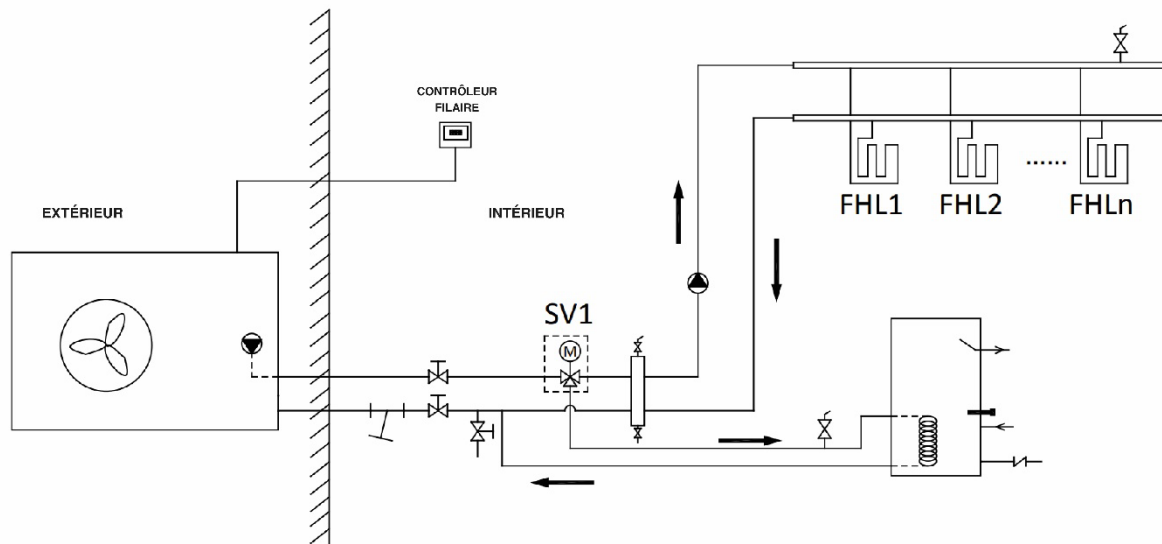 CONTRÔLEUR
FILAIRE
EXTÉRIEUR
INTÉRIEUR
FHL1
FHL2
......
FHLn
SV1
M